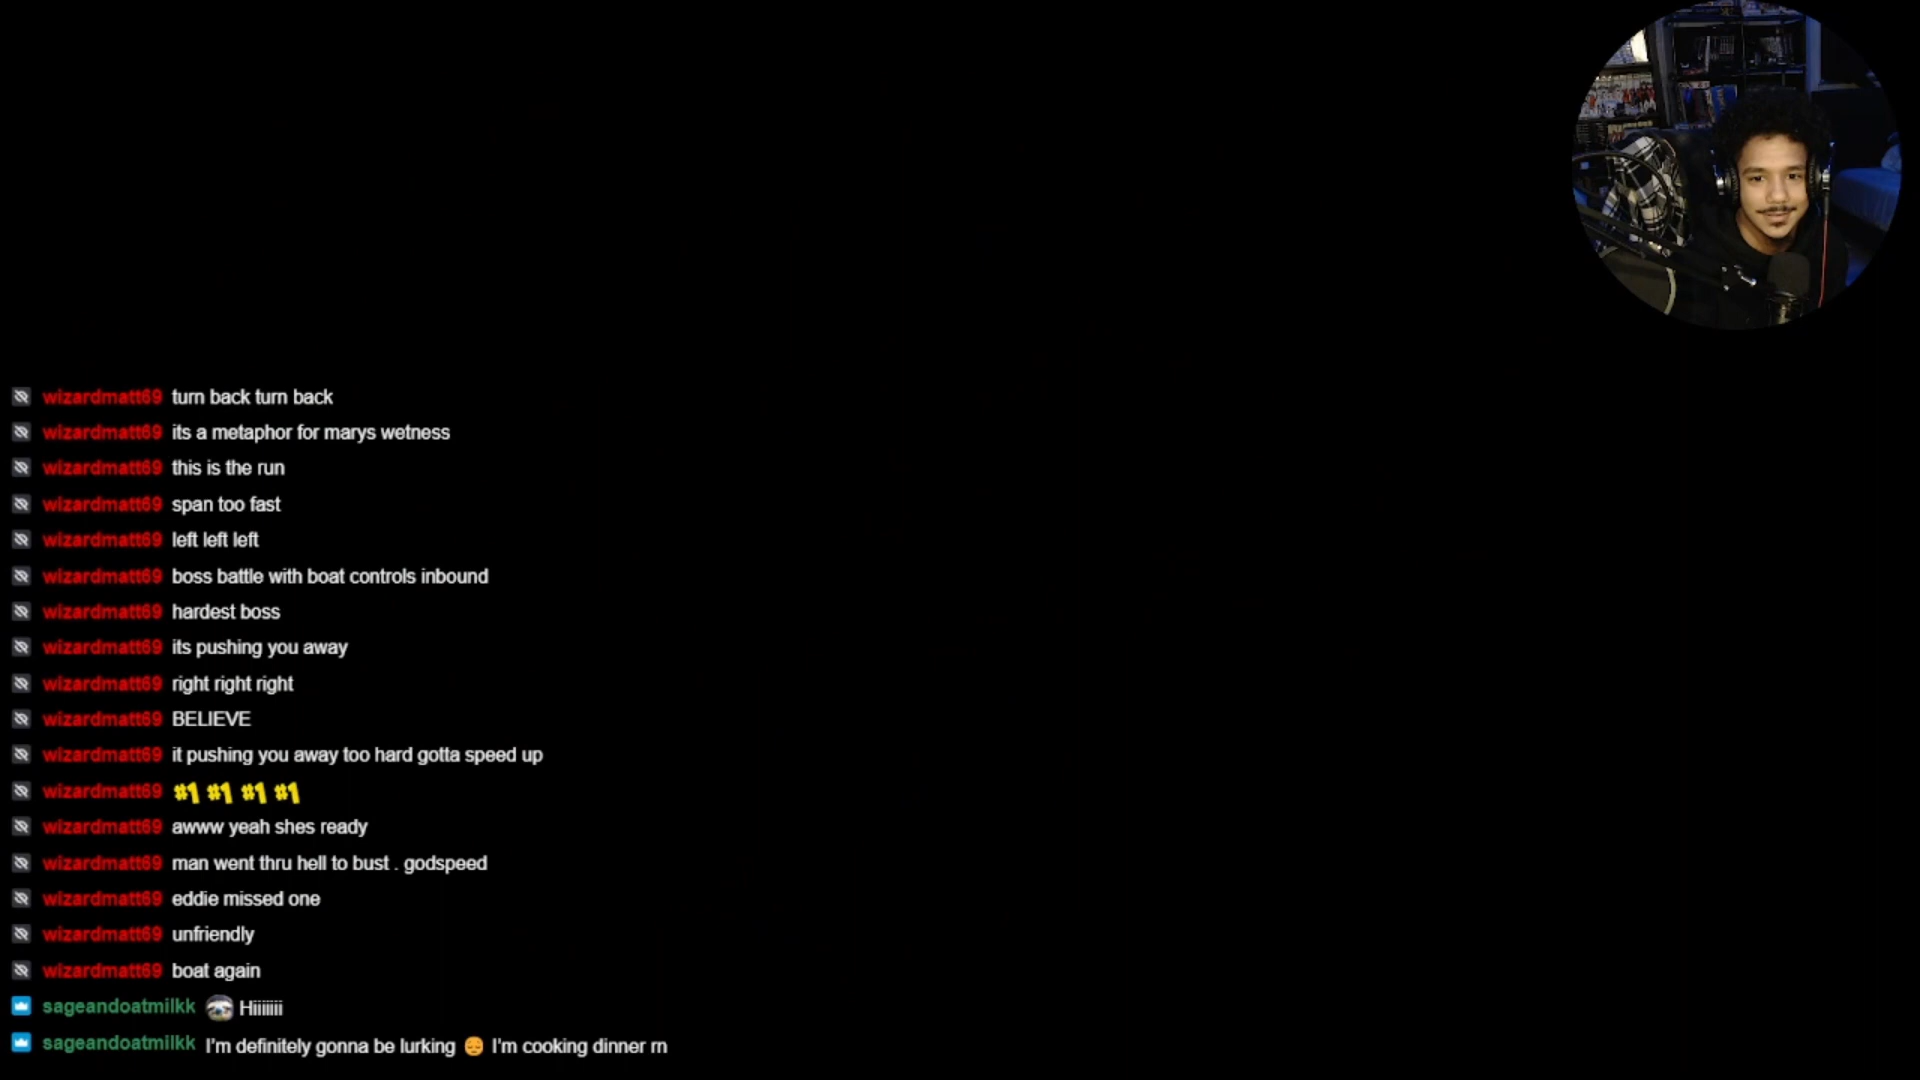 wizardmatt69 turn back turn back
wizardmatt69 its a metaphor for marys wetness
wizardmatt69 this is the run
wizardmatt69 span too fast
wizardmatt69 left left left
wizardmatt69 boss battle with boat controls inbound
wizardmatt69 hardest boss
wizardmatt69 its pushing you away
wizardmatt69 right right right
wizardmatt69 BELIEVE
wizardmatt69 it pushing you away too hard gotta speed up
wizardmatt69 #1 #1 #1 #1
wizardmatt69 awww yeah shes ready
wizardmatt69 man went thru hell to bust . godspeed
wizardmatt69 eddie missed one
wizardmatt69 unfriendly
wizardmatt69 boat again
sageandoatmilkk Hiiiiiii
sageandoatmilkk I'm definitely gonna be lurking 😔 I'm cooking dinner rn